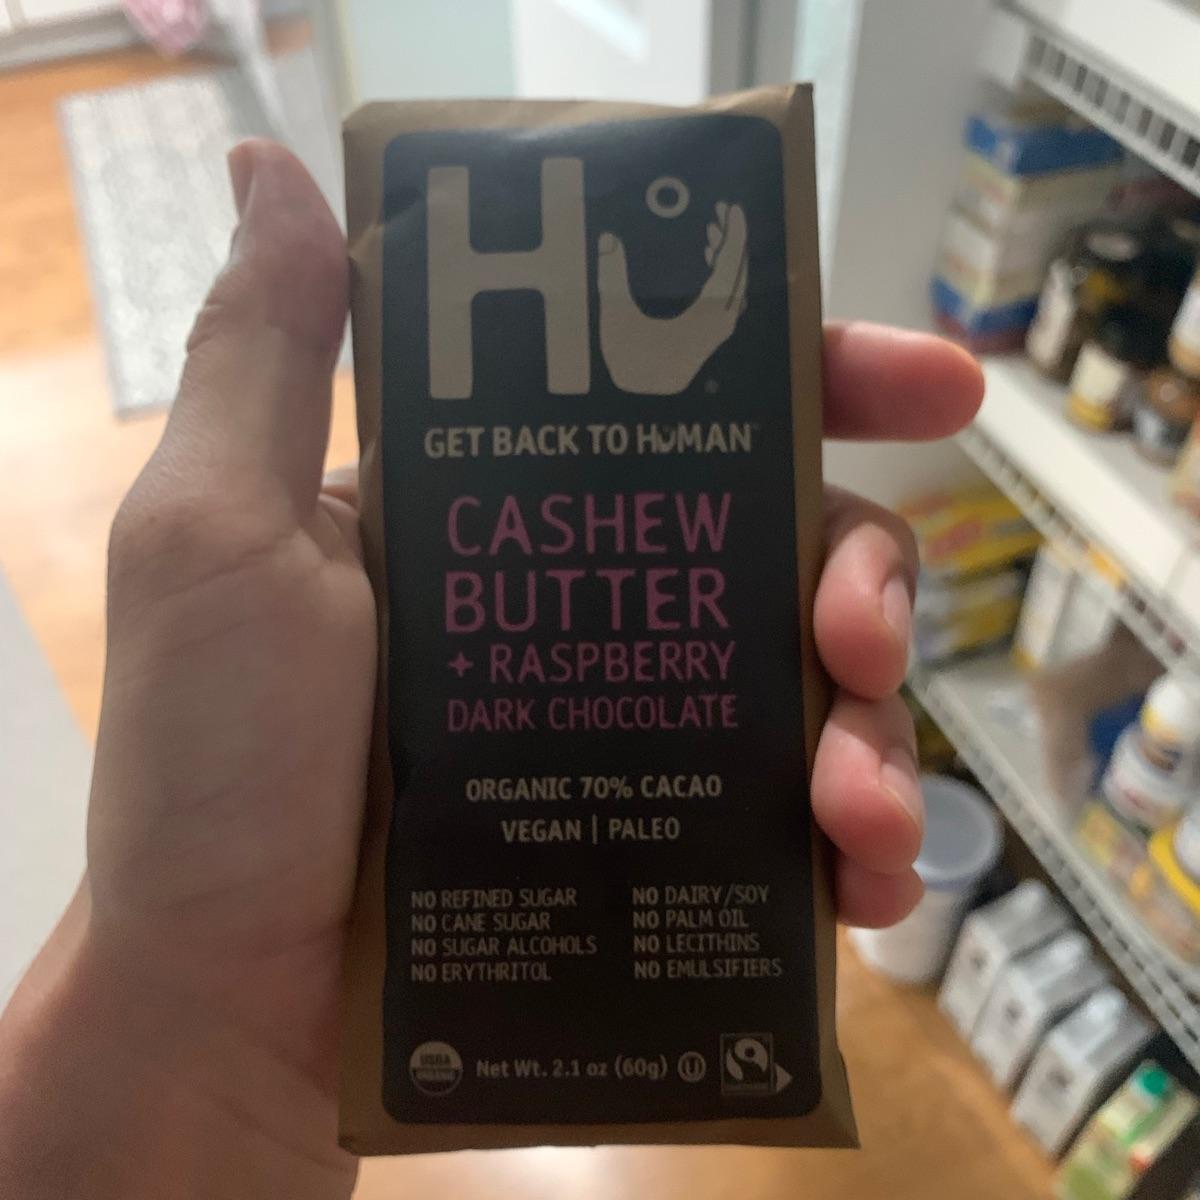 Hu
GET BACK TO HUMAN
CASHEW
BUTTER
+ RASPBERRY
DARK CHOCOLATE
ORGANIC 70% CACAO
VEGAN | PALEO
NO REFINED SUGAR
NO CANE SUGAR
NO SUGAR ALCOHOLS
NO ERYTHRITOL
NO DAIRY/SOY
NO PALM OIL
NO LECITHINS
NO EMULSIFIERS
USDA
ORGANIC
Net Wt. 2.1 oz (60g) U